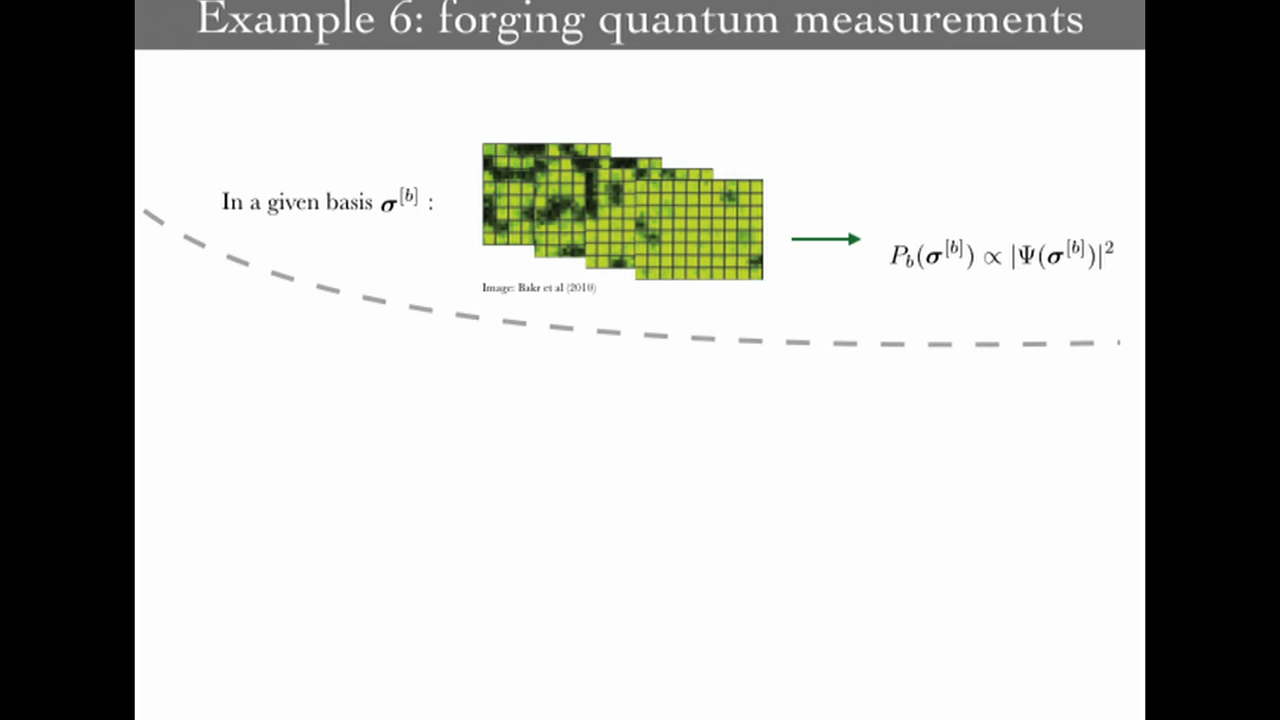 Example 6: forging quantum measurements
In a given basis σ^[b] :
Image: Bakr et al (2010)
P_b(σ^[b]) ∝ |Ψ(σ^[b])|²